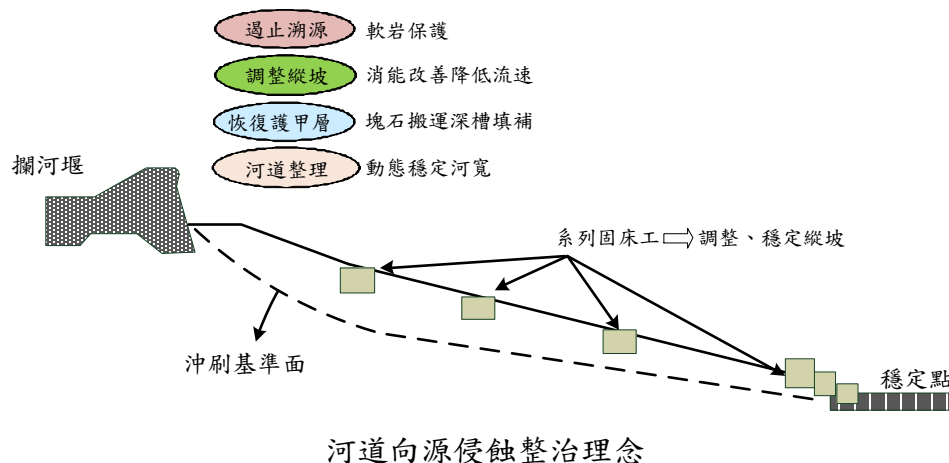 遏止溯源 軟岩保護
調整縱坡 消能改善降低流速
恢復護甲層 塊石搬運深槽填補
河道整理 動態穩定河寬
攔河堰
系列固床工⇨調整、穩定縱坡
沖刷基準面
穩定點
河道向源侵蝕整治理念